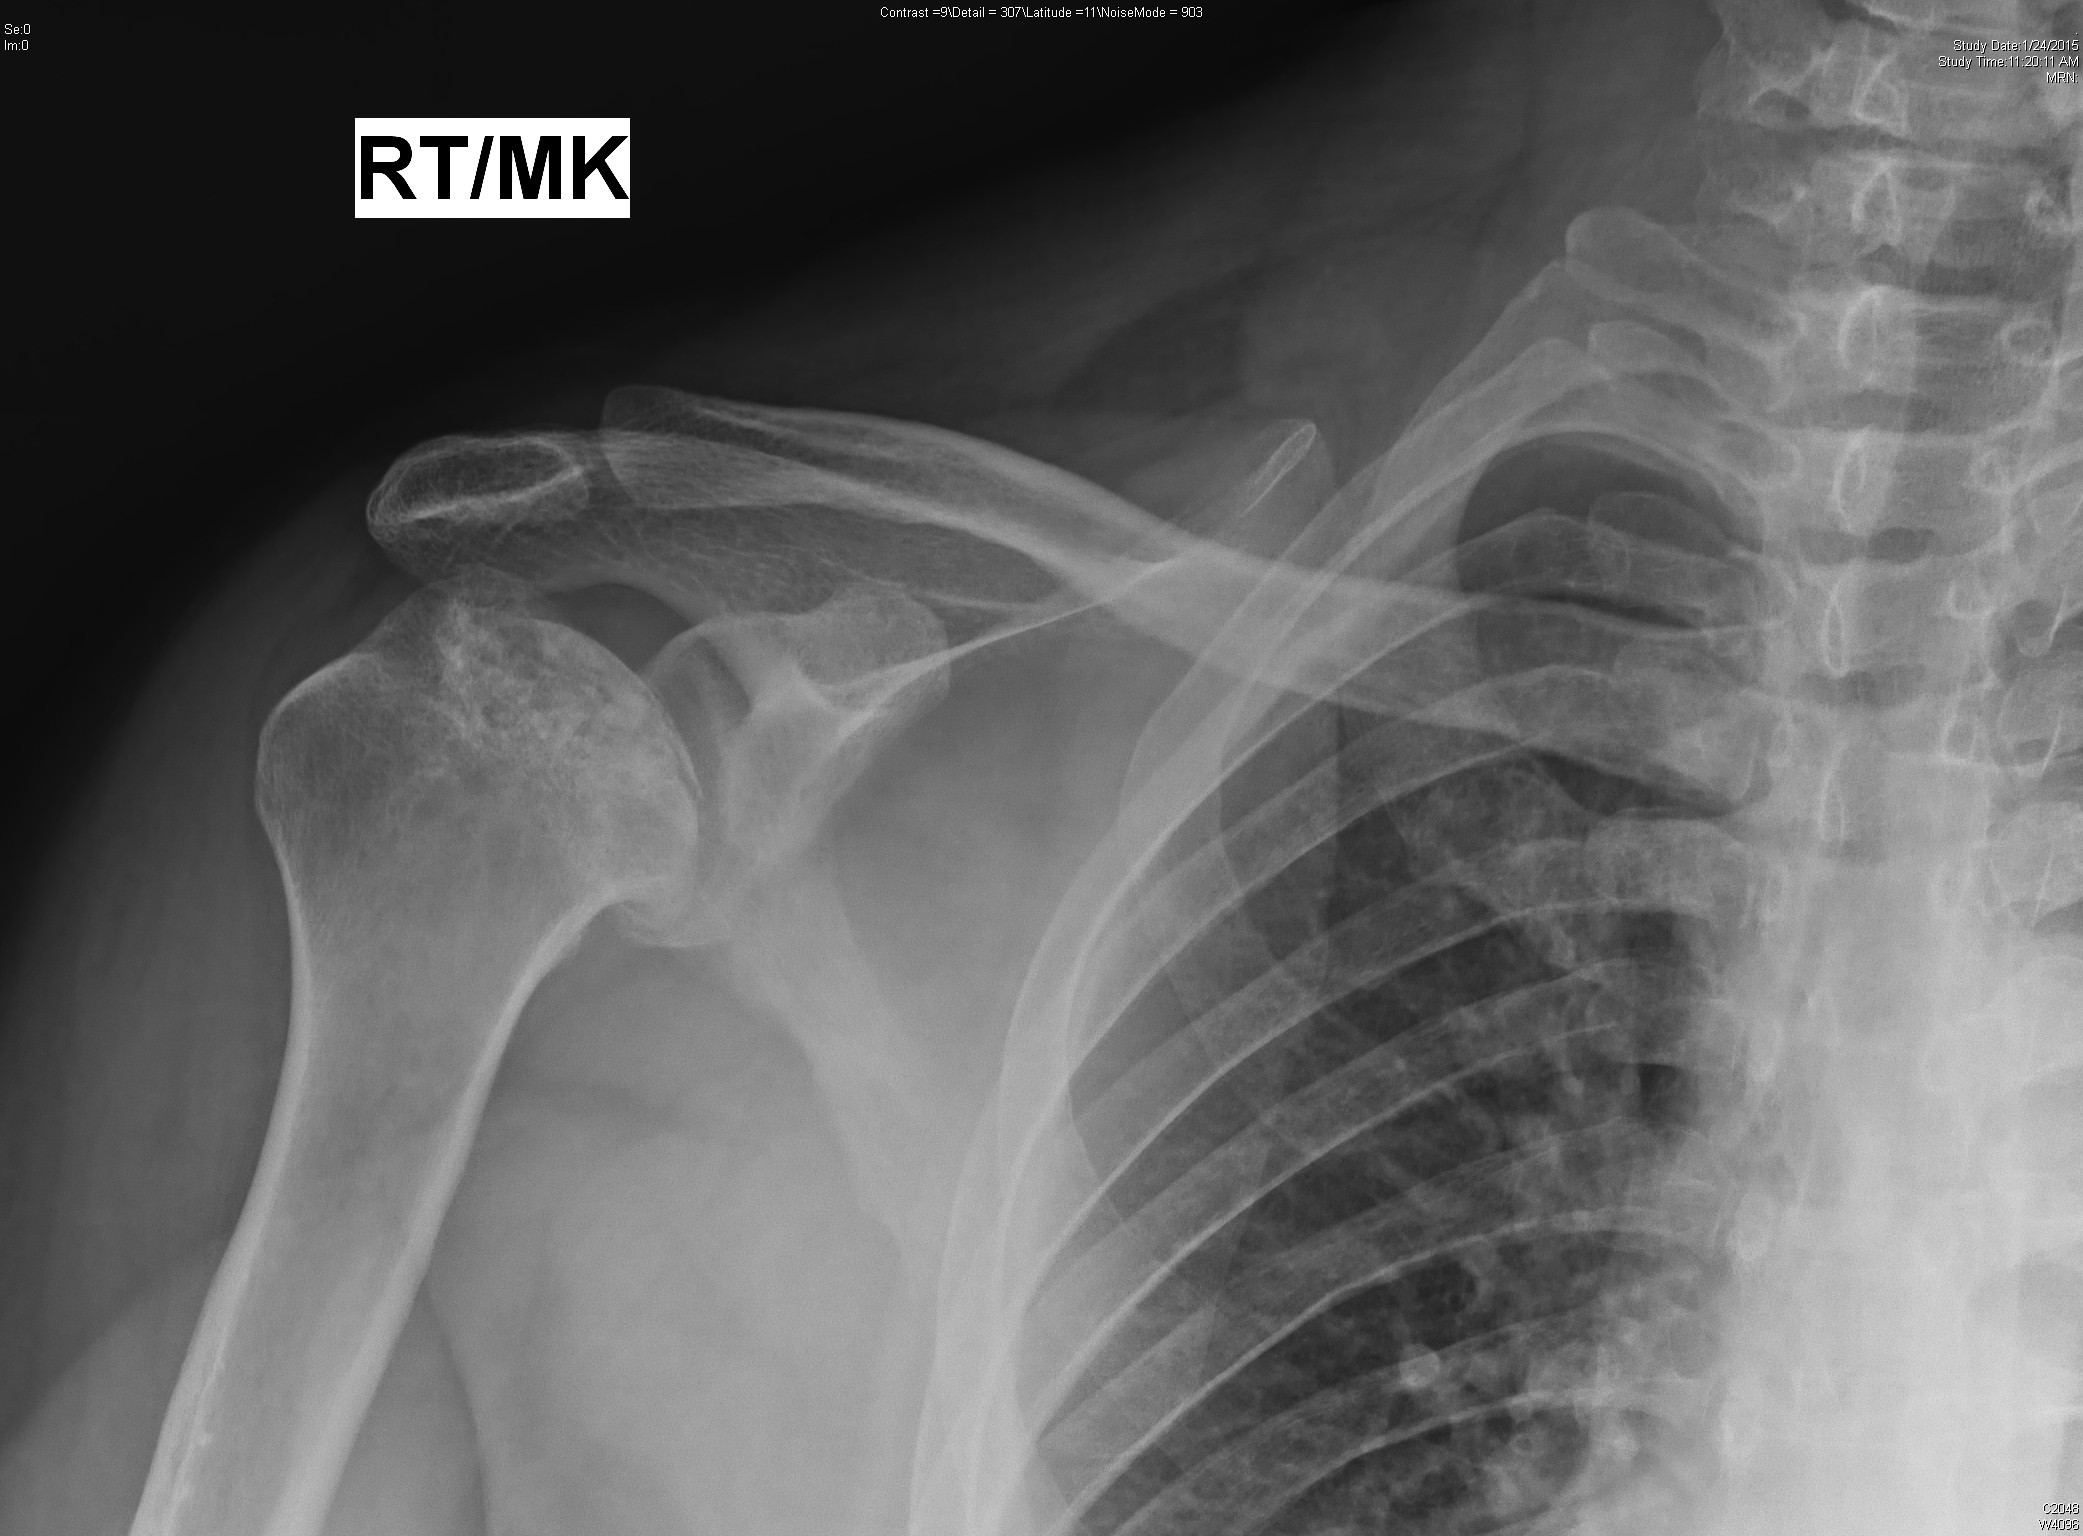 Contrast =9\Detail = 307\Latitude =11\NoiseMode = 903
Se:0
Im:0
.
Study Date:1/24/2015
Study Time:11:20:11 AM
MRN:
RT/MK
C2048
W4096